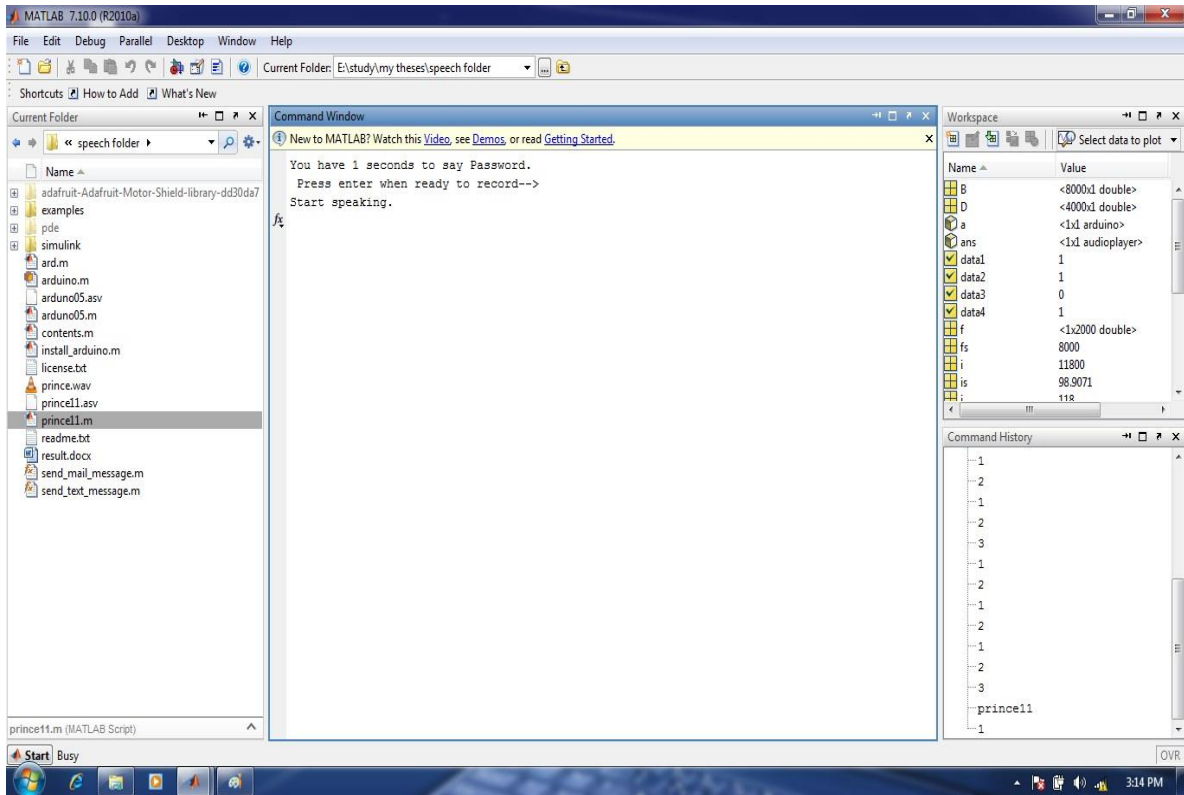 MATLAB 7.10.0 (R2010a)
File Edit Debug Parallel Desktop Window Help
Current Folder: E:\study\my theses\speech folder
Shortcuts How to Add What's New
Current Folder
« speech folder
Name
adafruit-Adafruit-Motor-Shield-library-dd30da7
examples
pde
simulink
ard.m
arduino.m
arduno05.asv
arduno05.m
contents.m
install_arduino.m
license.txt
prince.wav
prince11.asv
prince11.m
readme.txt
result.docx
send_mail_message.m
send_text_message.m
prince11.m (MATLAB Script)
Command Window
New to MATLAB? Watch this Video, see Demos, or read Getting Started.
You have 1 seconds to say Password.
Press enter when ready to record-->
Start speaking.
fx
Workspace
Select data to plot
Name Value
B <8000x1 double>
D <4000x1 double>
a <1x1 arduino>
ans <1x1 audioplayer>
data1 1
data2 1
data3 0
data4 1
f <1x2000 double>
fs 8000
i 11800
is 98.9071
118
Command History
1
2
1
2
3
1
2
1
2
1
2
3
prince11
1
Start Busy
OVR
3:14 PM